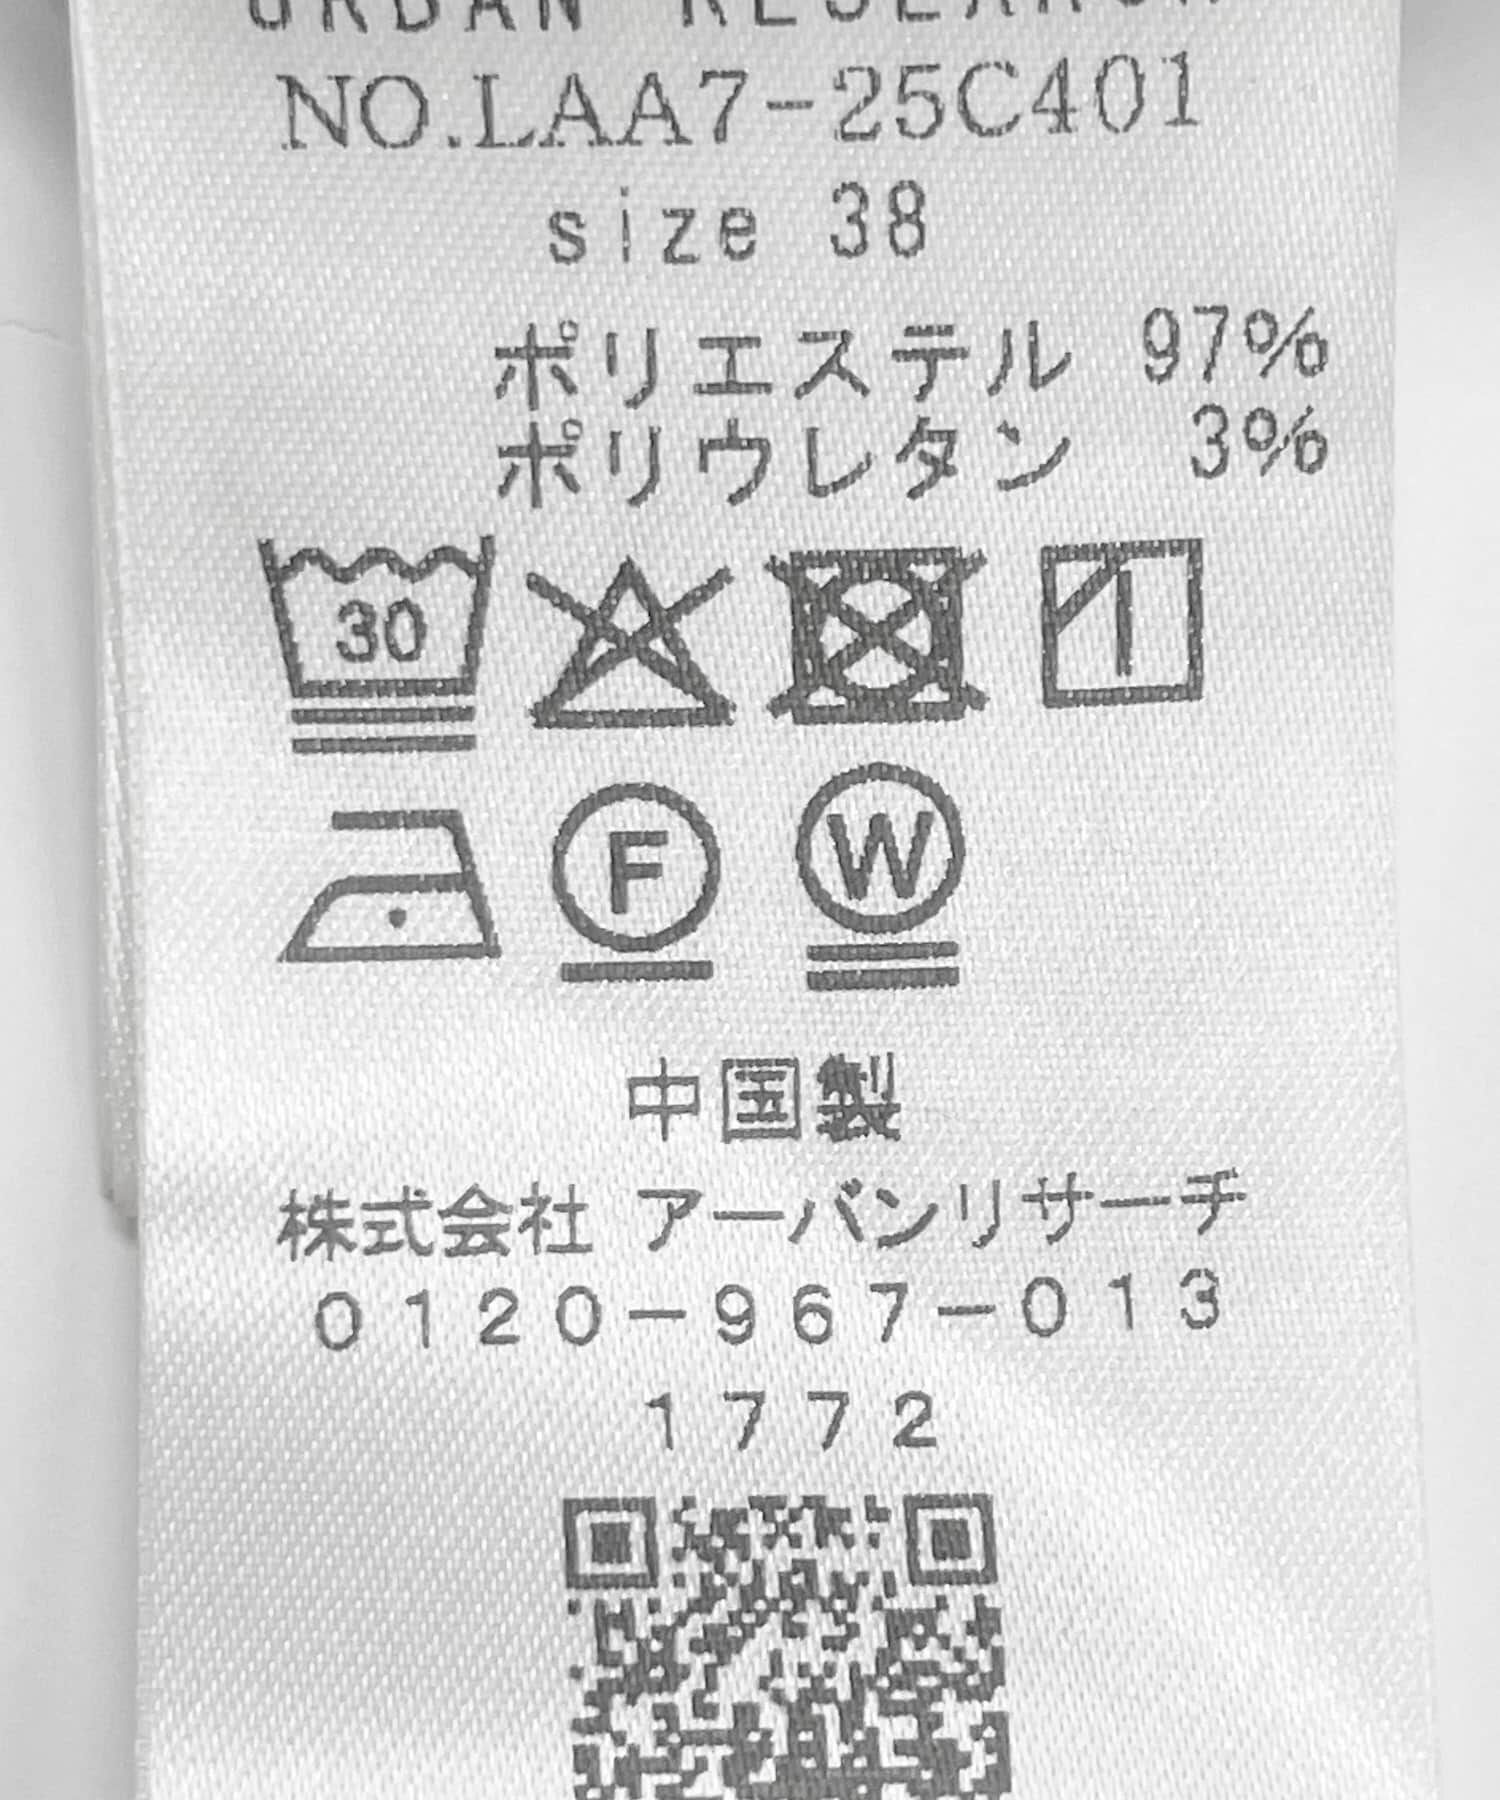 URBAN RESEARCH
NO.LAA7-25C401
size 38
ポリエステル 97%
ポリウレタン 3%
30
F
W
中国製
株式会社 アーバンリサーチ
0120-967-013
1772